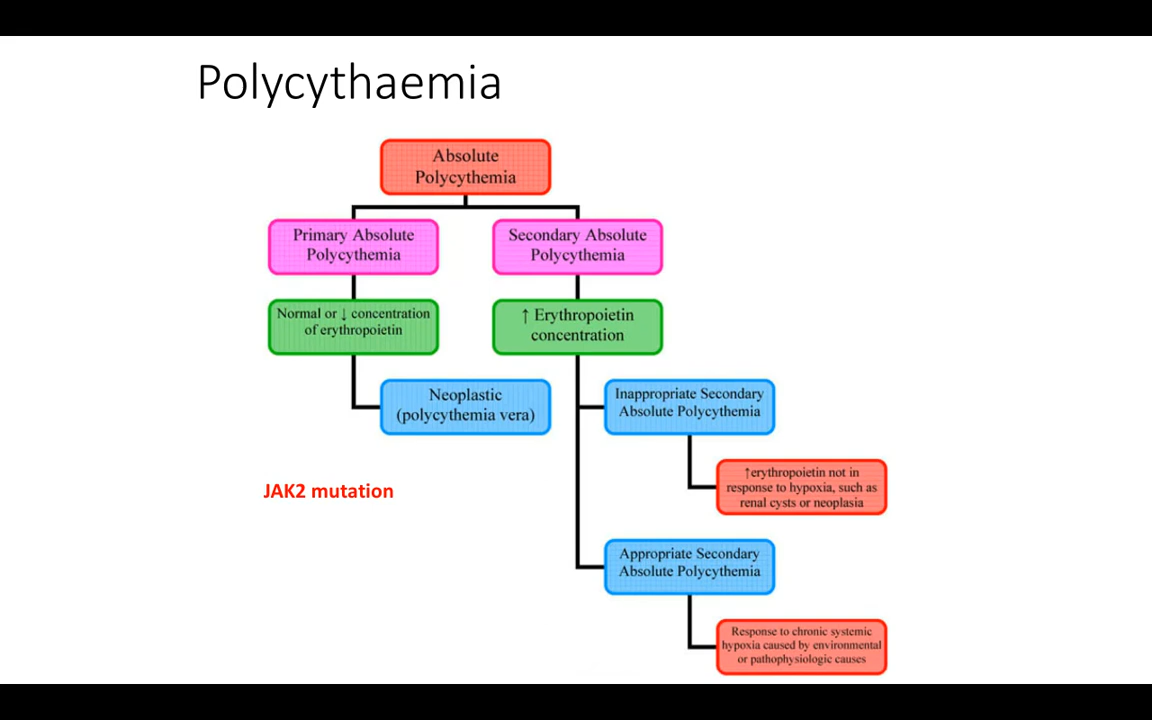 Polycythaemia
Absolute
Polycythemia
Primary Absolute
Polycythemia
Secondary Absolute
Polycythemia
Normal or ↓ concentration
of erythropoietin
↑ Erythropoietin
concentration
Neoplastic
(polycythemia vera)
Inappropriate Secondary
Absolute Polycythemia
↑erythropoietin not in
response to hypoxia, such as
renal cysts or neoplasia
JAK2 mutation
Appropriate Secondary
Absolute Polycythemia
Response to chronic systemic
hypoxia caused by environmental
or pathophysiologic causes